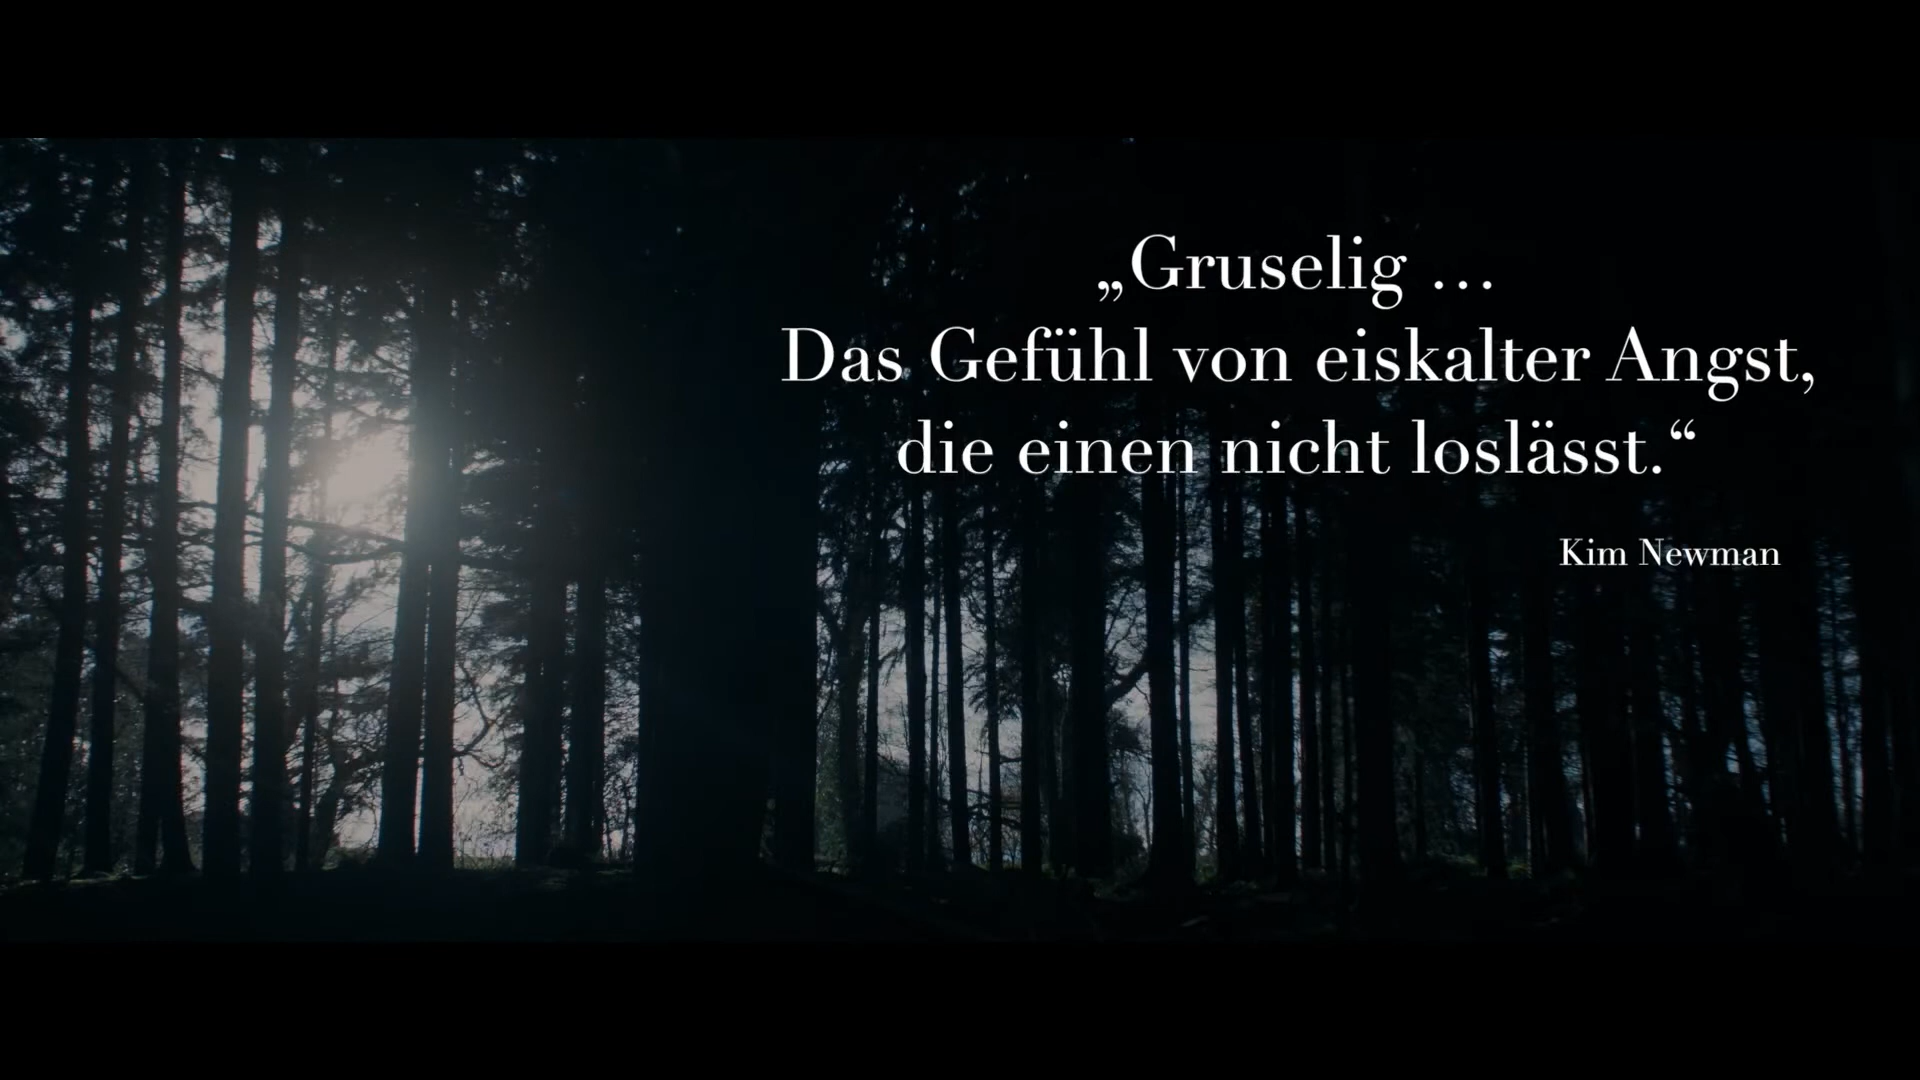 „Gruselig …
Das Gefühl von eiskalter Angst,
die einen nicht loslässt.“
Kim Newman